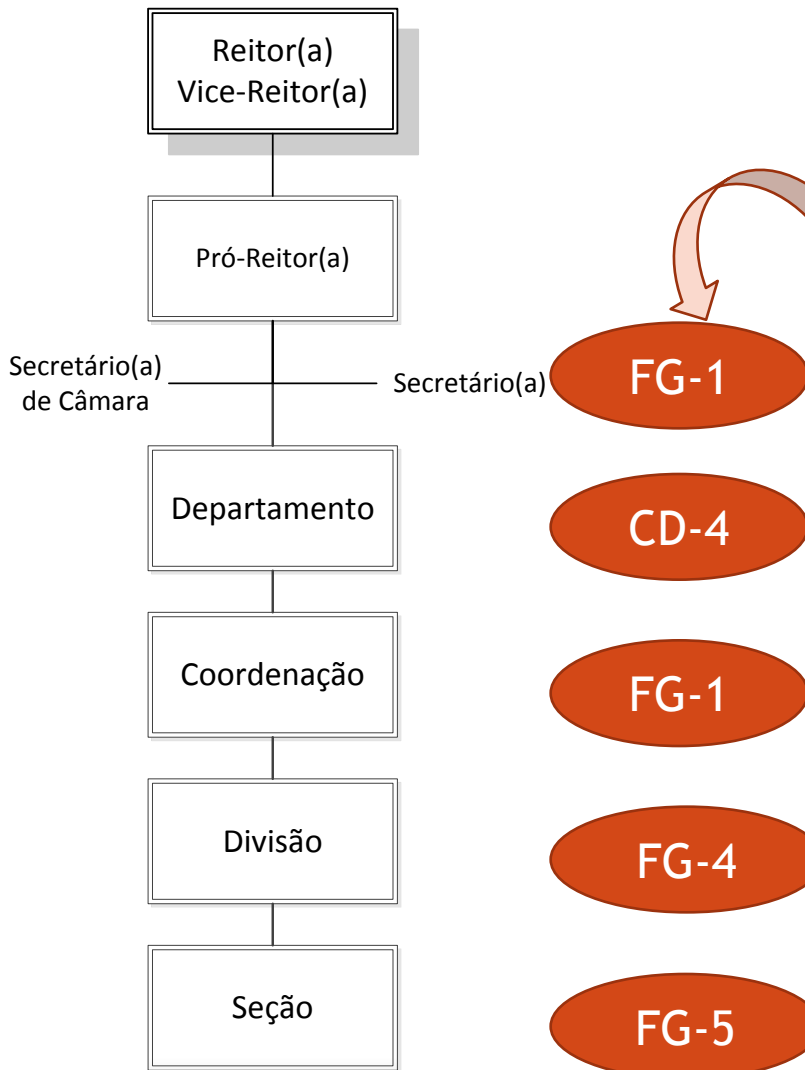 Reitor(a)
Vice-Reitor(a)
Pró-Reitor(a)
Secretário(a)
de Câmara
Secretário(a)
FG-1
Departamento
CD-4
Coordenação
FG-1
Divisão
FG-4
Seção
FG-5